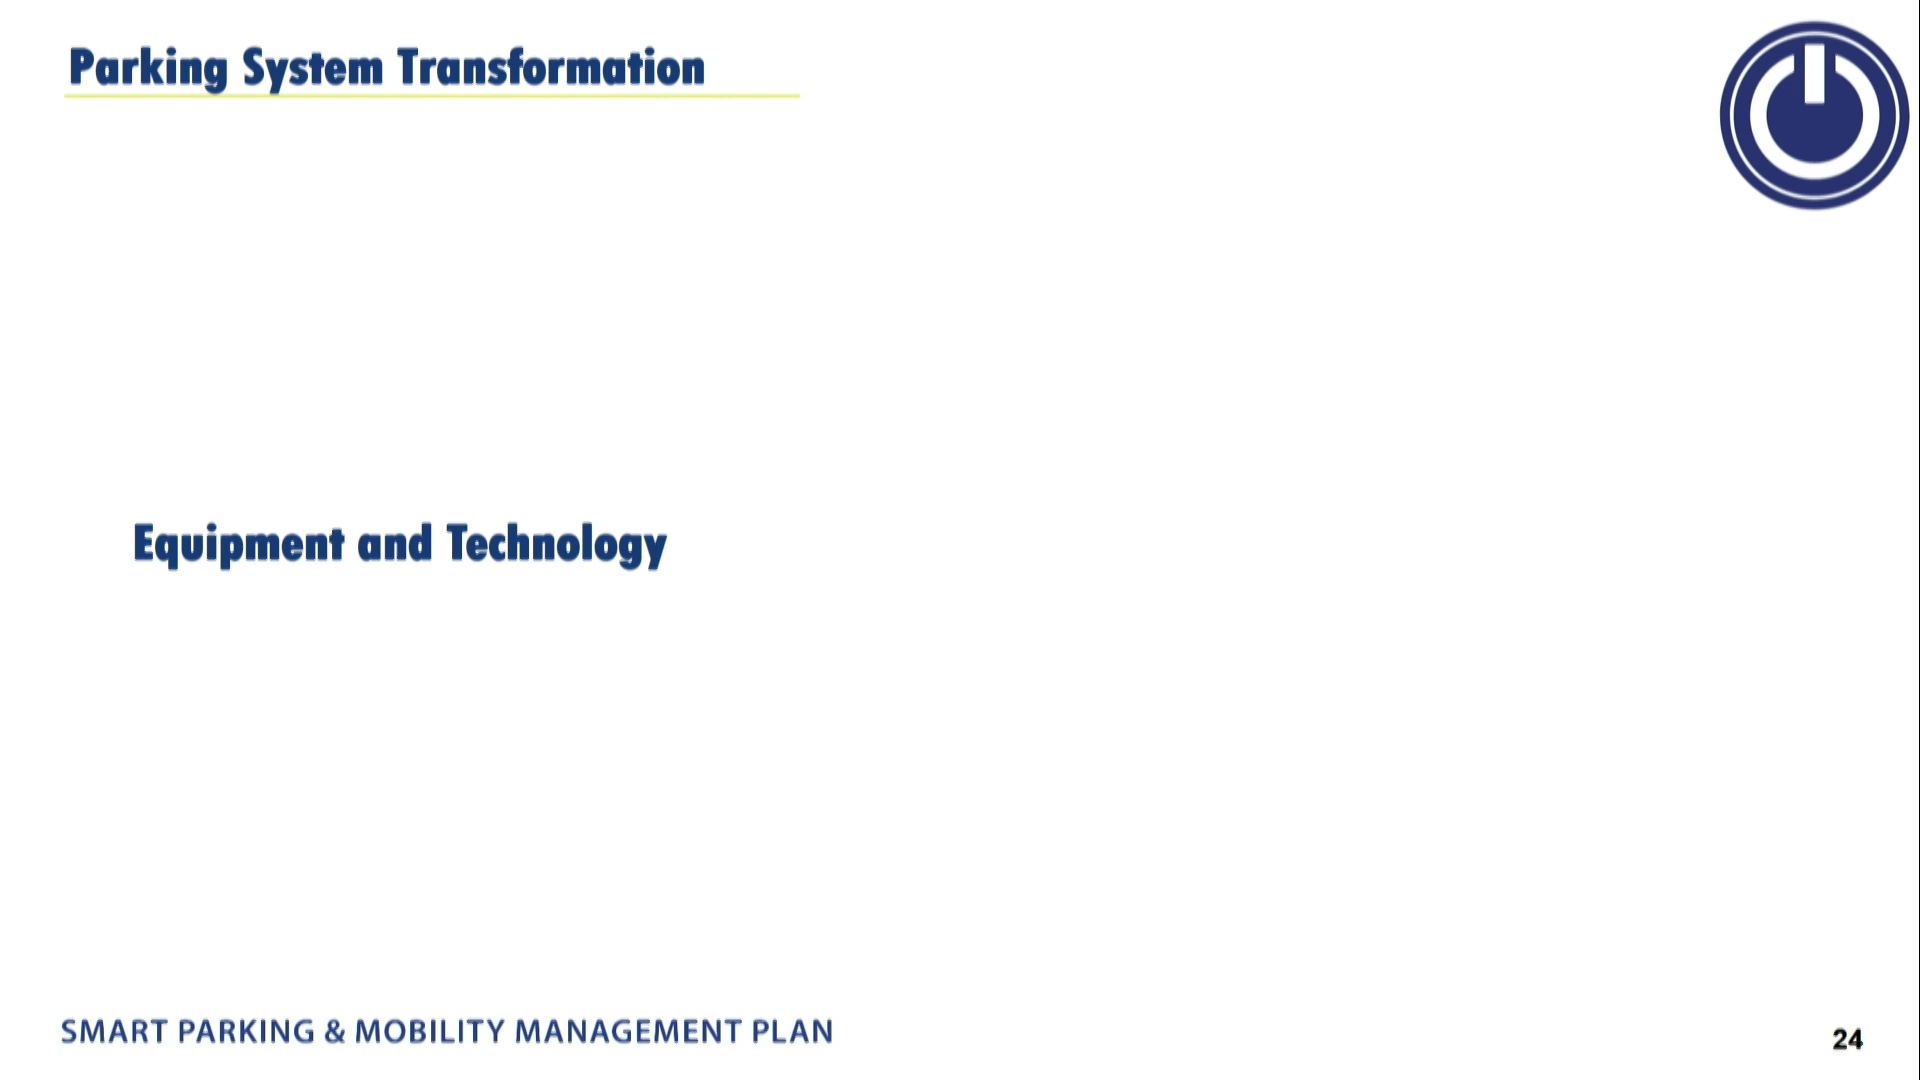 Parking System Transformation
Equipment and Technology
SMART PARKING & MOBILITY MANAGEMENT PLAN
24